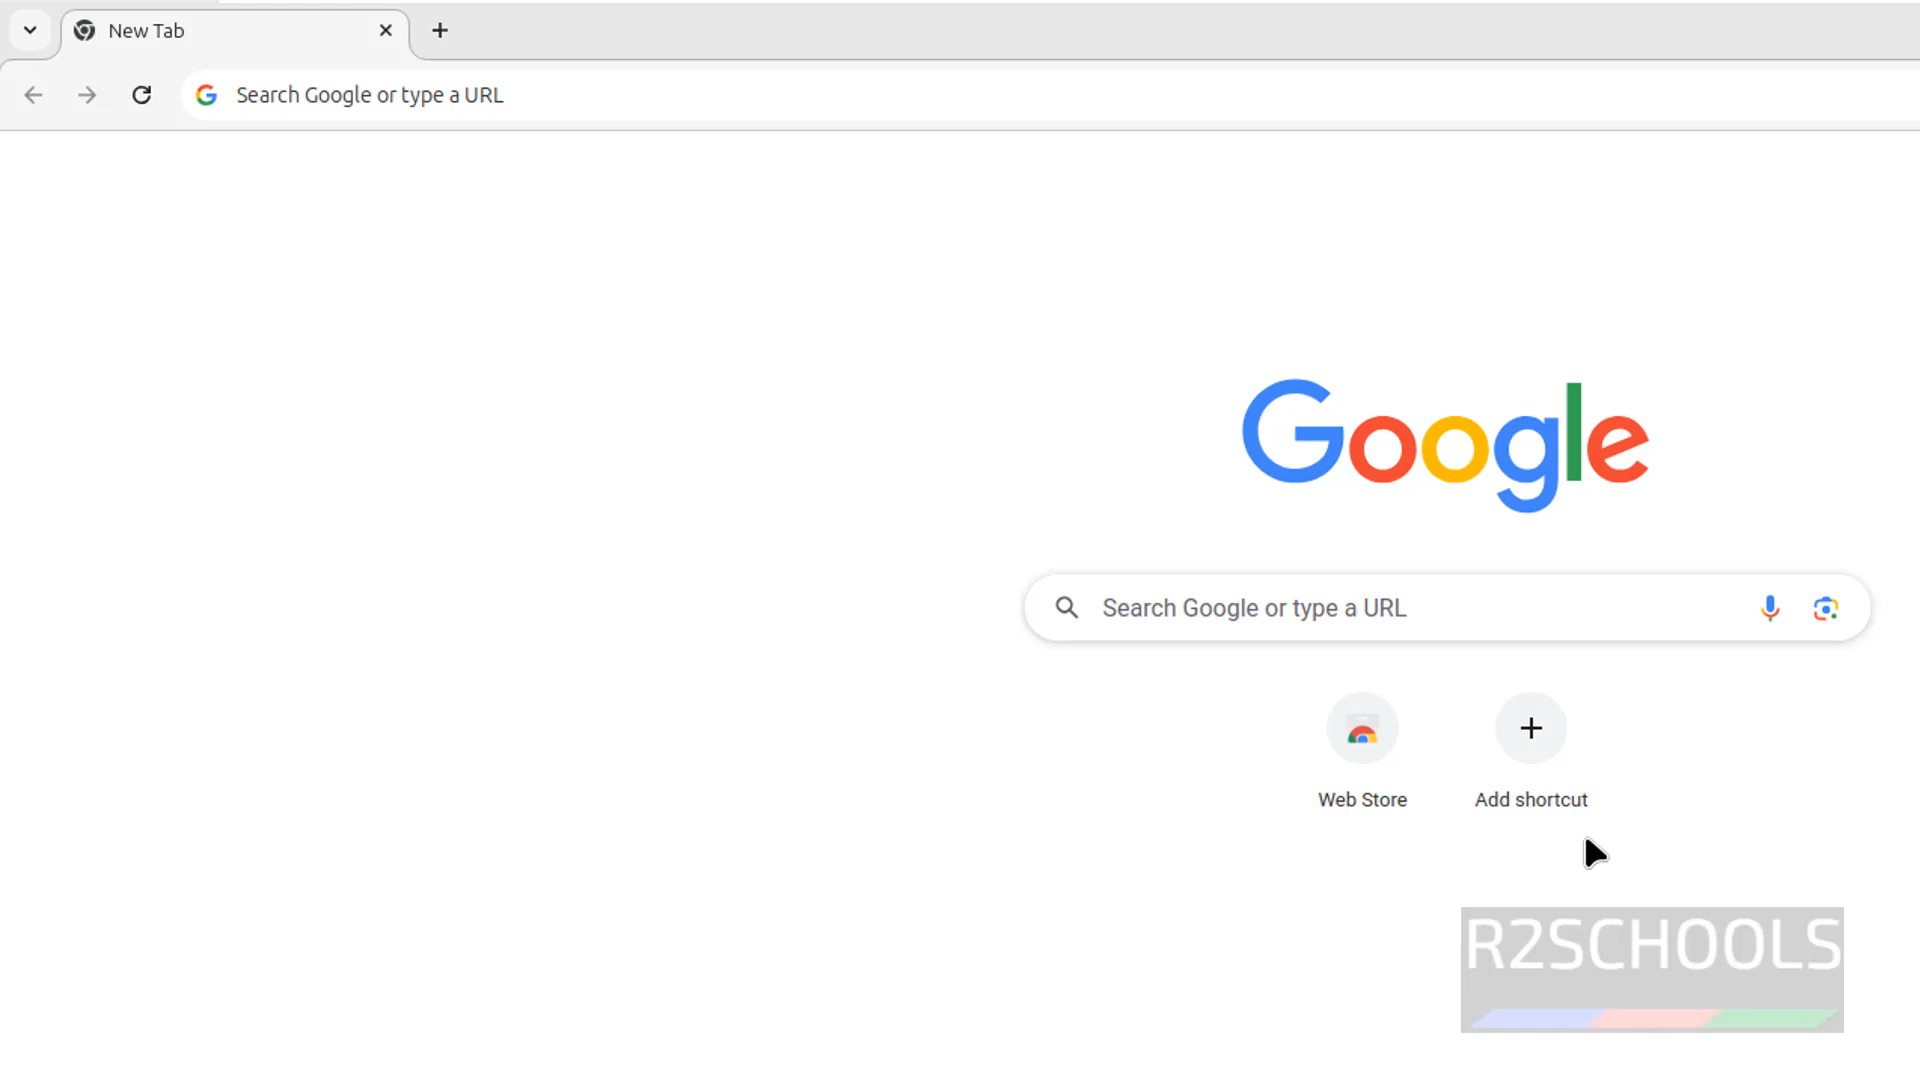 New Tab
Search Google or type a URL
Google
Search Google or type a URL
Web Store
Add shortcut
R2SCHOOLS